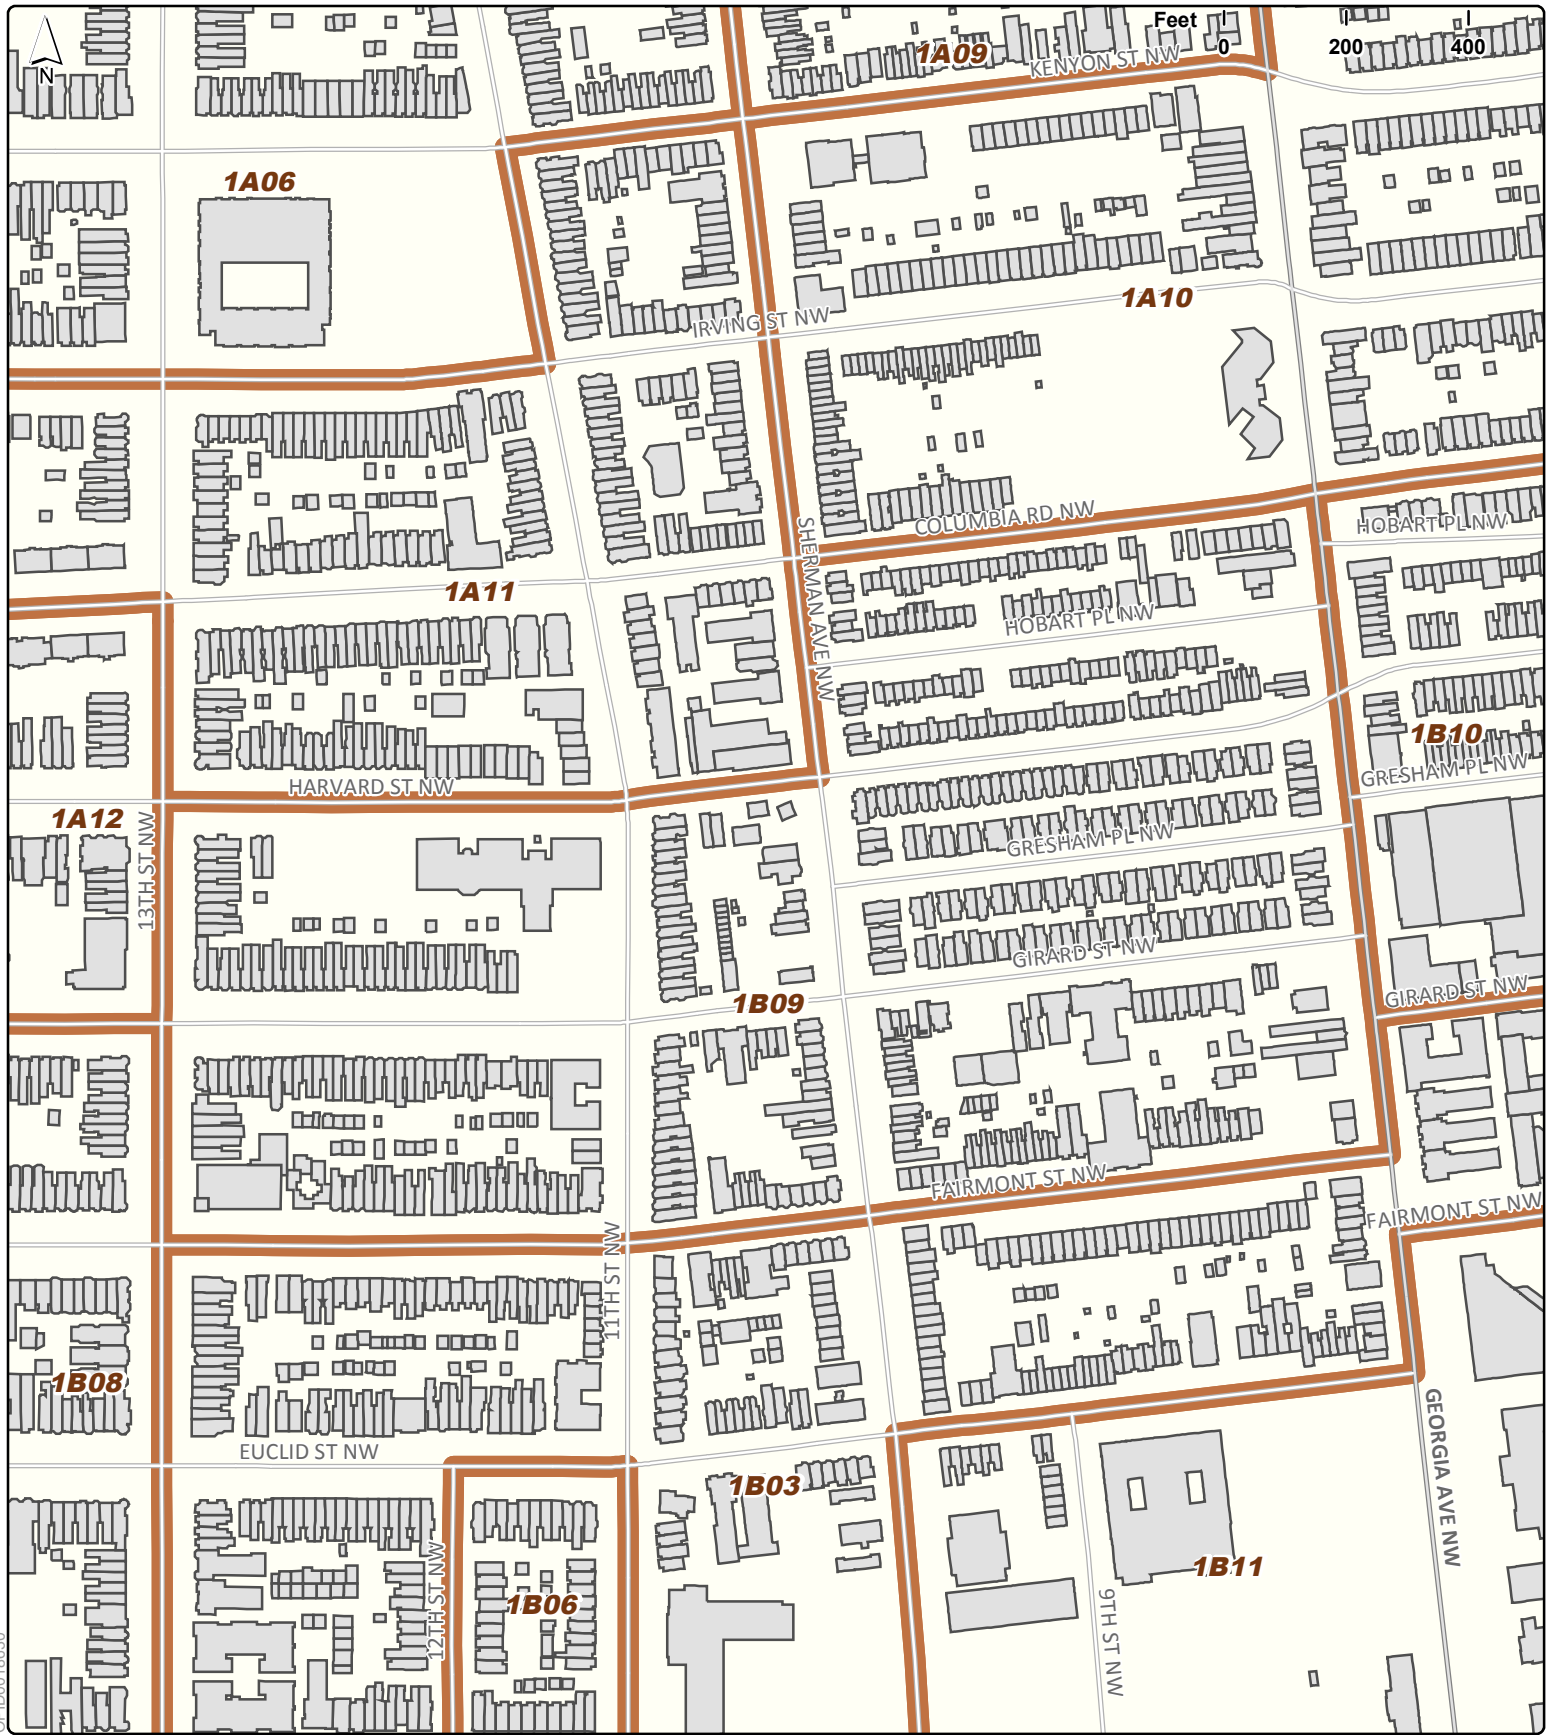 Feet
0 200 400
N
1A09
KENYON ST NW
1A06
1A10
IRVING ST NW
COLUMBIA RD NW
HOBART PL NW
SHERMAN AVE NW
1A11
HOBART PL NW
1B10
GRESHAM PL NW
HARVARD ST NW
1A12
13TH ST NW
GRESHAM PL NW
GIRARD ST NW
GIRARD ST NW
1B09
FAIRMONT ST NW
FAIRMONT ST NW
11TH ST NW
1B08
EUCLID ST NW
GEORGIA AVE NW
1B03
12TH ST NW
1B11
1B06
9TH ST NW